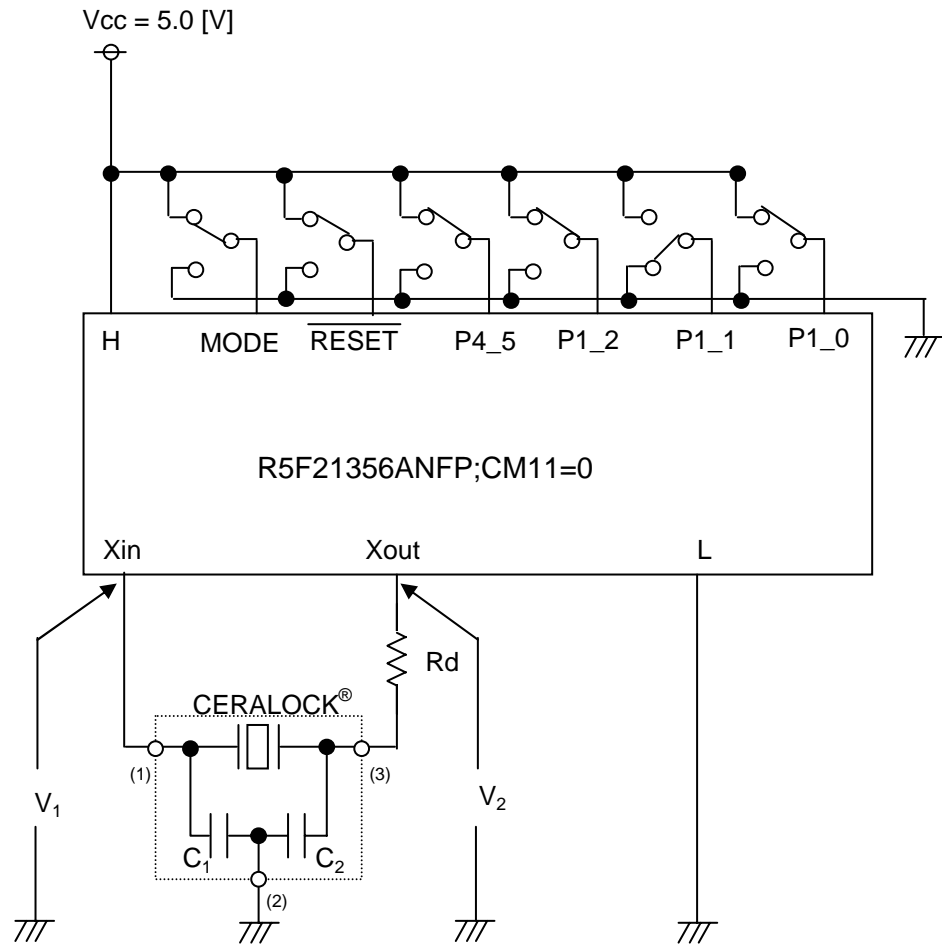 Vcc = 5.0 [V]
H MODE RESET P4_5 P1_2 P1_1 P1_0
R5F21356ANFP;CM11=0
Xin Xout L
Rd
CERALOCK®
(1) (3)
V1 V2
C1 C2
(2)